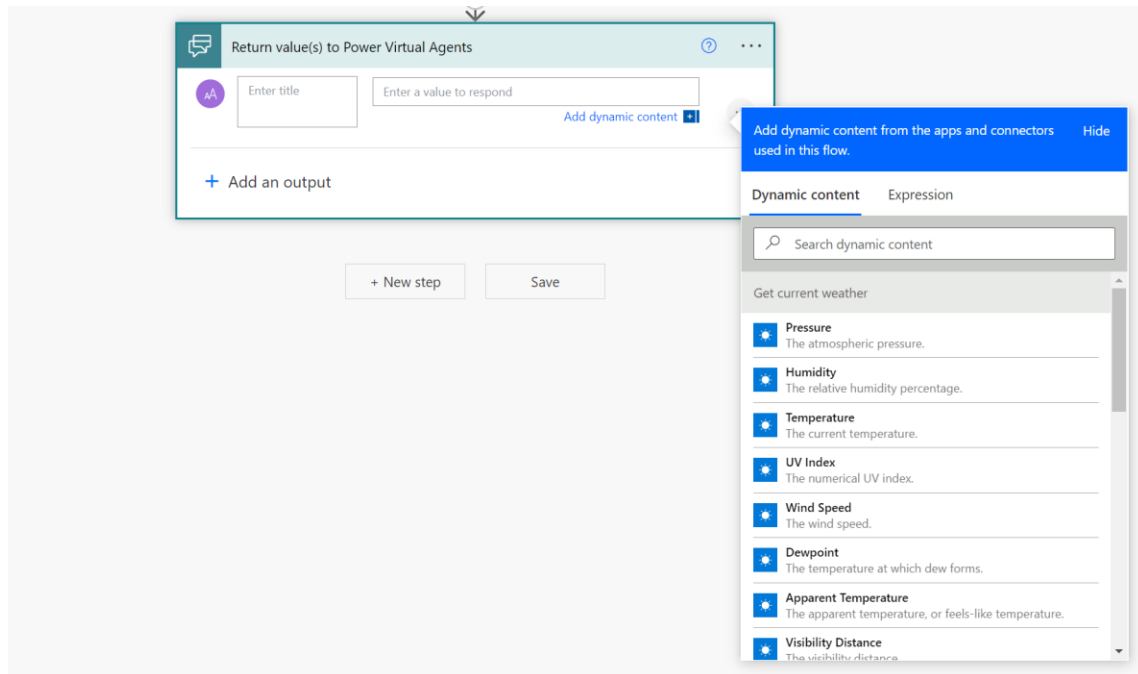 Return value(s) to Power Virtual Agents
Enter title
Enter a value to respond
Add dynamic content
+ Add an output
+ New step
Save
Add dynamic content from the apps and connectors
used in this flow.
Hide
Dynamic content
Expression
Search dynamic content
Get current weather
Pressure
The atmospheric pressure.
Humidity
The relative humidity percentage.
Temperature
The current temperature.
UV Index
The numerical UV index.
Wind Speed
The wind speed.
Dewpoint
The temperature at which dew forms.
Apparent Temperature
The apparent temperature, or feels-like temperature.
Visibility Distance
The visibility distance